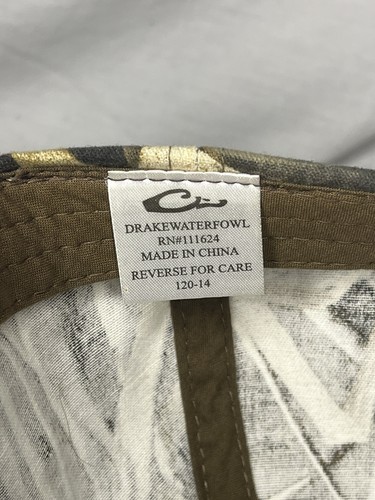 DRAKEWATERFOWL
RN#111624
MADE IN CHINA
REVERSE FOR CARE
120-14